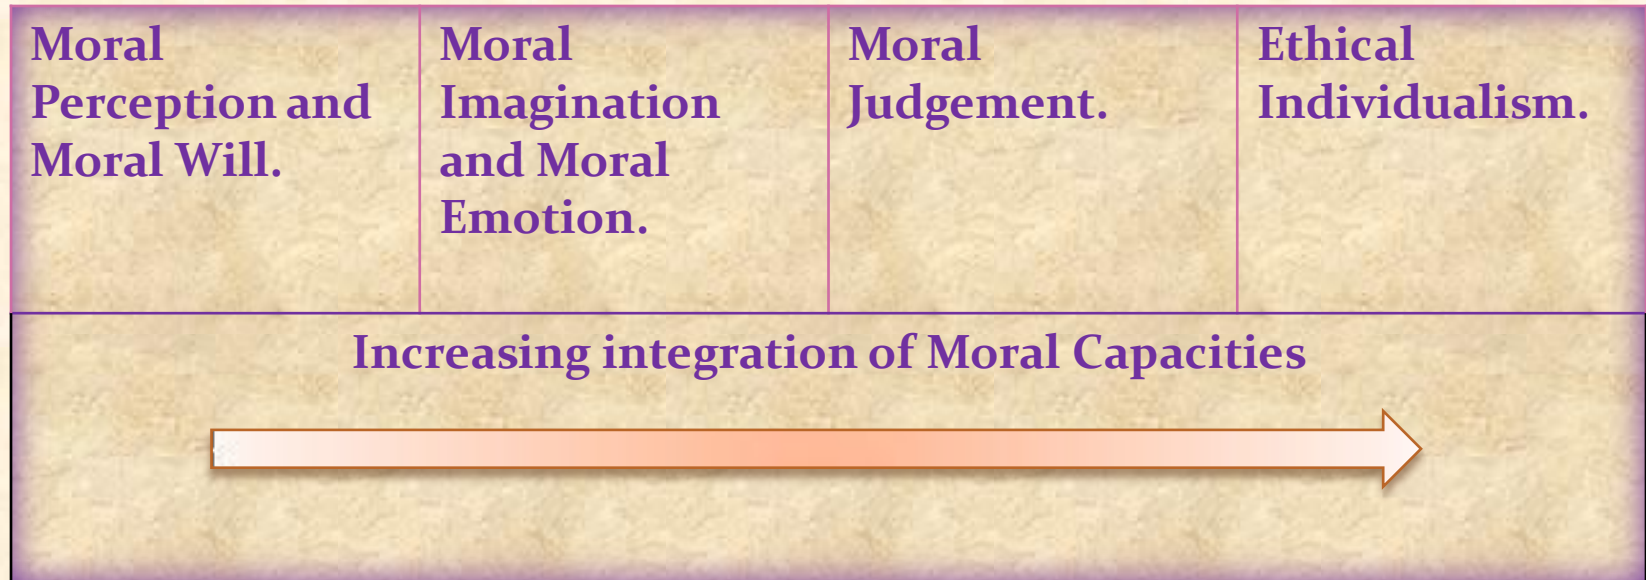 Moral
Perception and
Moral Will.
Moral
Imagination
and Moral
Emotion.
Moral
Judgement.
Ethical
Individualism.
Increasing integration of Moral Capacities